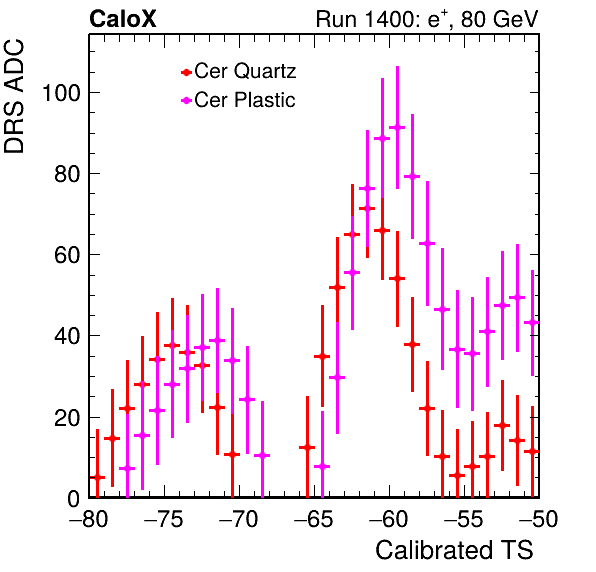 CaloX Run 1400: e⁺, 80 GeV
DRS ADC
Cer Quartz
Cer Plastic
100
80
60
40
20
0
−80 −75 −70 −65 −60 −55 −50
Calibrated TS